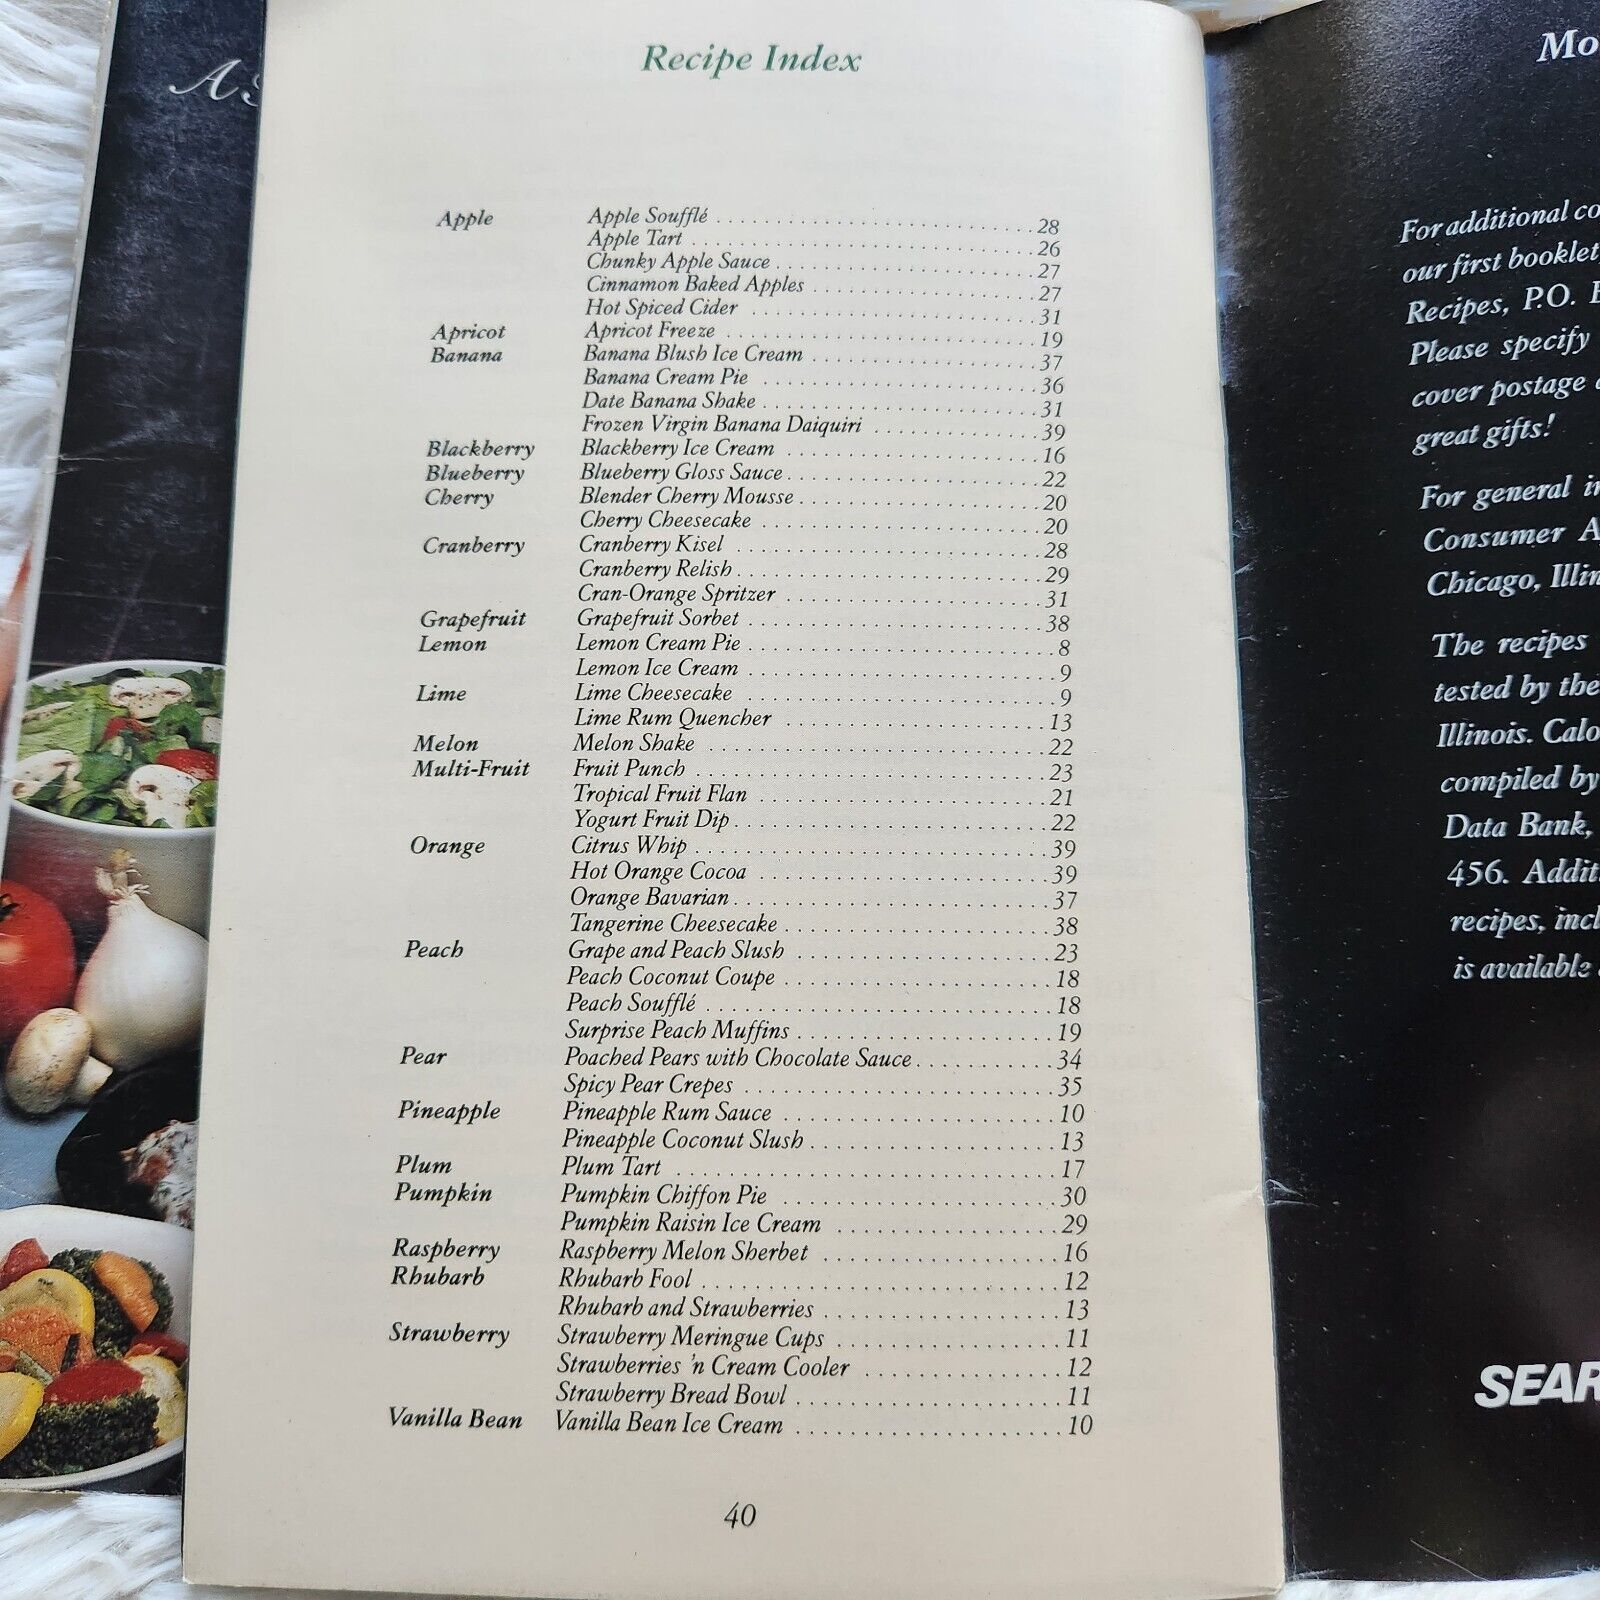 Recipe Index
Apple Apple Soufflé 28
Apple Tart 26
Chunky Apple Sauce 27
Cinnamon Baked Apples 27
Hot Spiced Cider 31
Apricot Apricot Freeze 19
Banana Banana Blush Ice Cream 37
Banana Cream Pie 36
Date Banana Shake 31
Frozen Virgin Banana Daiquiri 39
Blackberry Blackberry Ice Cream 16
Blueberry Blueberry Gloss Sauce 22
Cherry Blender Cherry Mousse 20
Cherry Cheesecake 20
Cranberry Cranberry Kisel 28
Cranberry Relish 29
Cran-Orange Spritzer 31
Grapefruit Grapefruit Sorbet 38
Lemon Lemon Cream Pie 8
Lemon Ice Cream 9
Lime Lime Cheesecake 9
Lime Rum Quencher 13
Melon Melon Shake 22
Multi-Fruit Fruit Punch 23
Tropical Fruit Flan 21
Yogurt Fruit Dip 22
Orange Citrus Whip 39
Hot Orange Cocoa 39
Orange Bavarian 37
Tangerine Cheesecake 38
Peach Grape and Peach Slush 23
Peach Coconut Coupe 18
Peach Soufflé 18
Surprise Peach Muffins 19
Pear Poached Pears with Chocolate Sauce 34
Spicy Pear Crepes 35
Pineapple Pineapple Rum Sauce 10
Pineapple Coconut Slush 13
Plum Plum Tart 17
Pumpkin Pumpkin Chiffon Pie 30
Pumpkin Raisin Ice Cream 29
Raspberry Raspberry Melon Sherbet 16
Rhubarb Rhubarb Fool 12
Rhubarb and Strawberries 13
Strawberry Strawberry Meringue Cups 11
Strawberries 'n Cream Cooler 12
Strawberry Bread Bowl 11
Vanilla Bean Vanilla Bean Ice Cream 10
40
A
Mo
For additional co
our first booklet
Recipes, P.O. B
Please specify
cover postage
great gifts!
For general in
Consumer A
Chicago, Illin
The recipes
tested by the
Illinois. Calo
compiled by
Data Bank,
456. Addit
recipes, incl
is available
SEAR